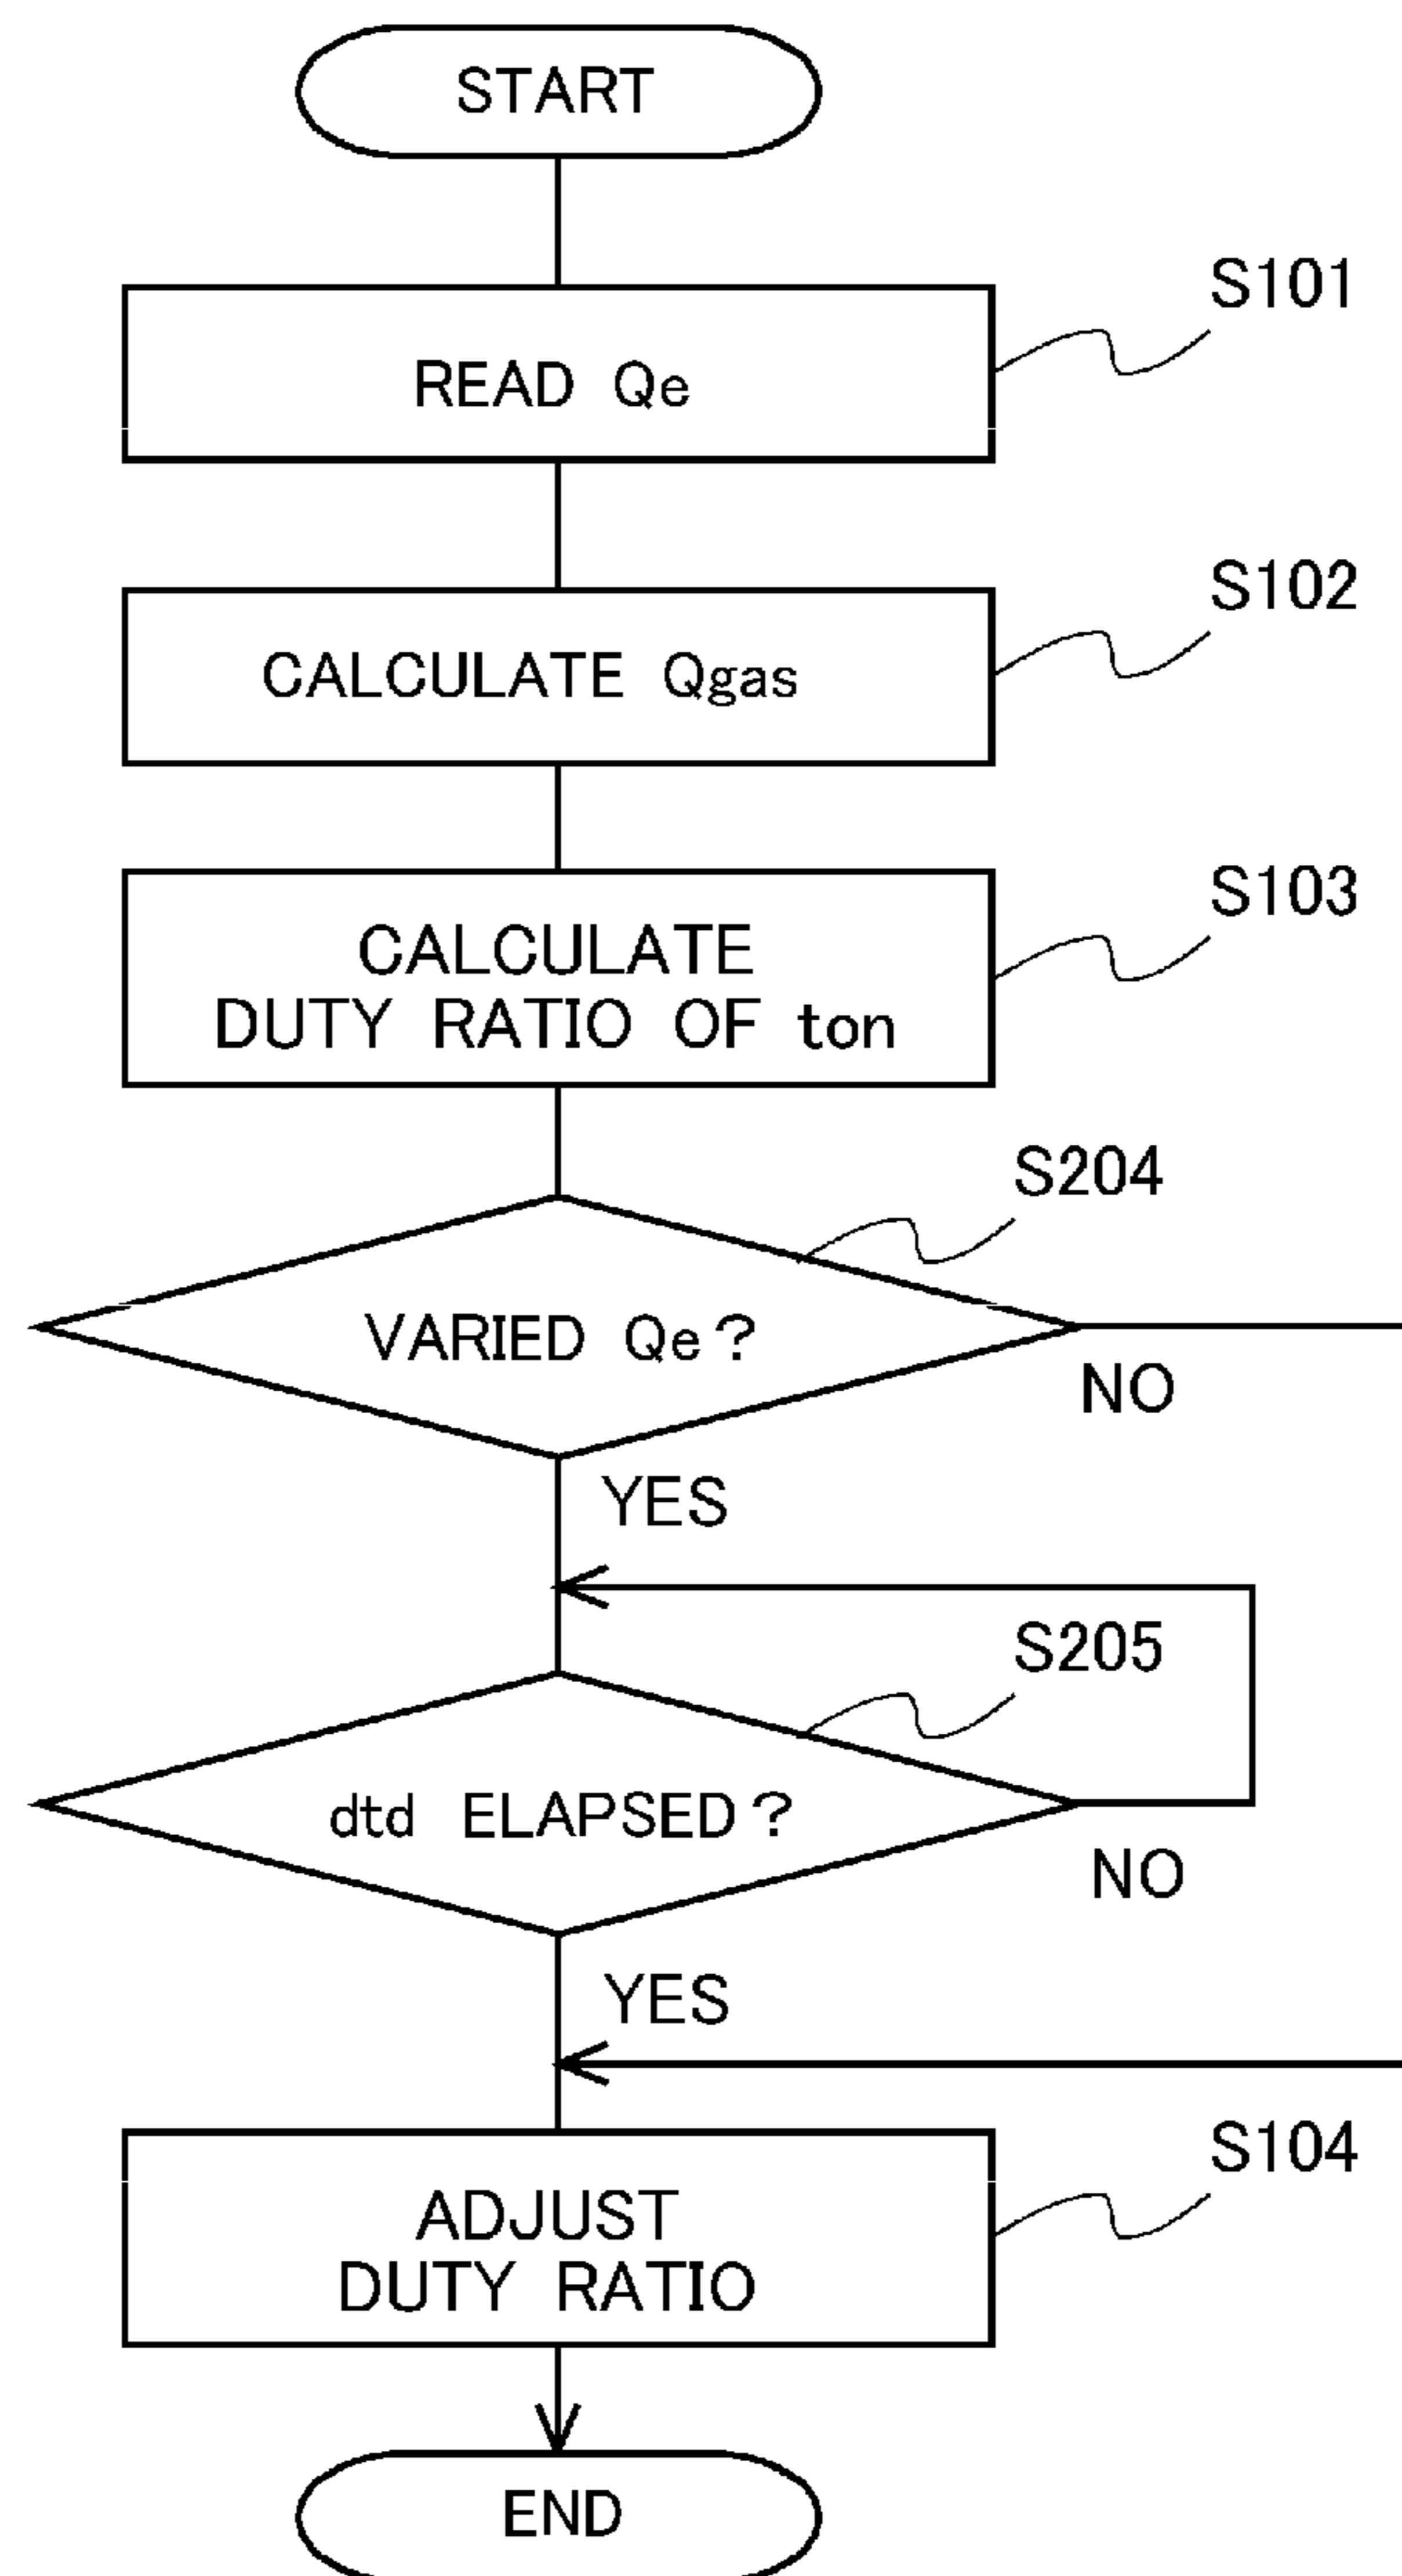 START
S101
READ Qe
S102
CALCULATE Qgas
S103
CALCULATE
DUTY RATIO OF ton
S204
VARIED Qe?
NO
YES
S205
dtd ELAPSED?
NO
YES
S104
ADJUST
DUTY RATIO
END